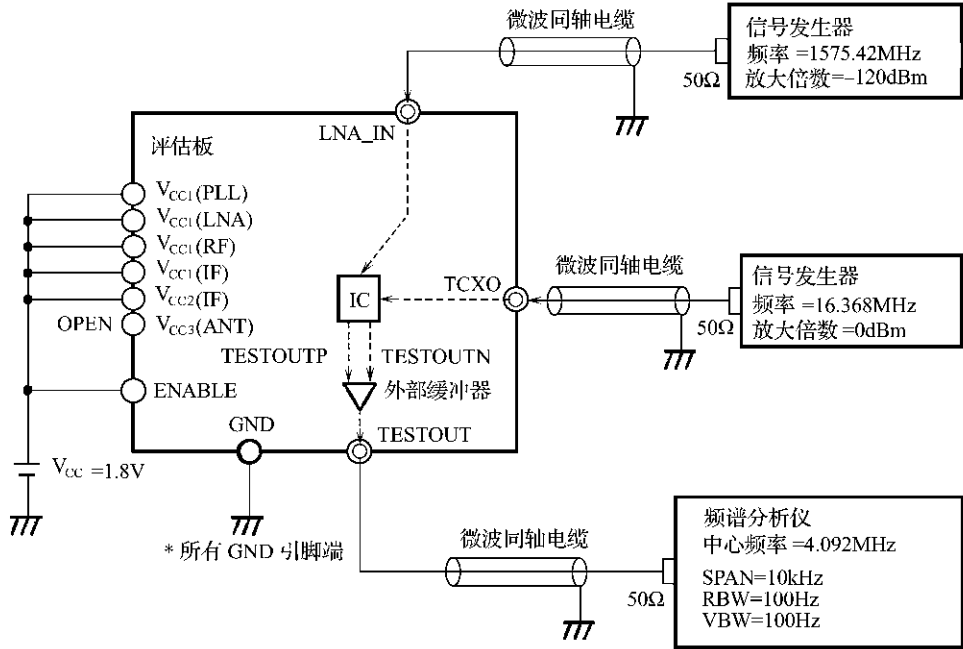 微波同轴电缆
信号发生器
频率 =1575.42MHz
放大倍数=–120dBm
50Ω
LNA_IN
评估板
VCC1(PLL)
VCC1(LNA)
VCC1(RF)
VCC1(IF)
VCC2(IF)
OPEN
VCC3(ANT)
ENABLE
IC
TCXO
微波同轴电缆
信号发生器
频率 =16.368MHz
放大倍数=0dBm
50Ω
TESTOUTP
TESTOUTN
外部缓冲器
GND
TESTOUT
VCC =1.8V
* 所有 GND 引脚端
微波同轴电缆
50Ω
频谱分析仪
中心频率 =4.092MHz
SPAN=10kHz
RBW=100Hz
VBW=100Hz